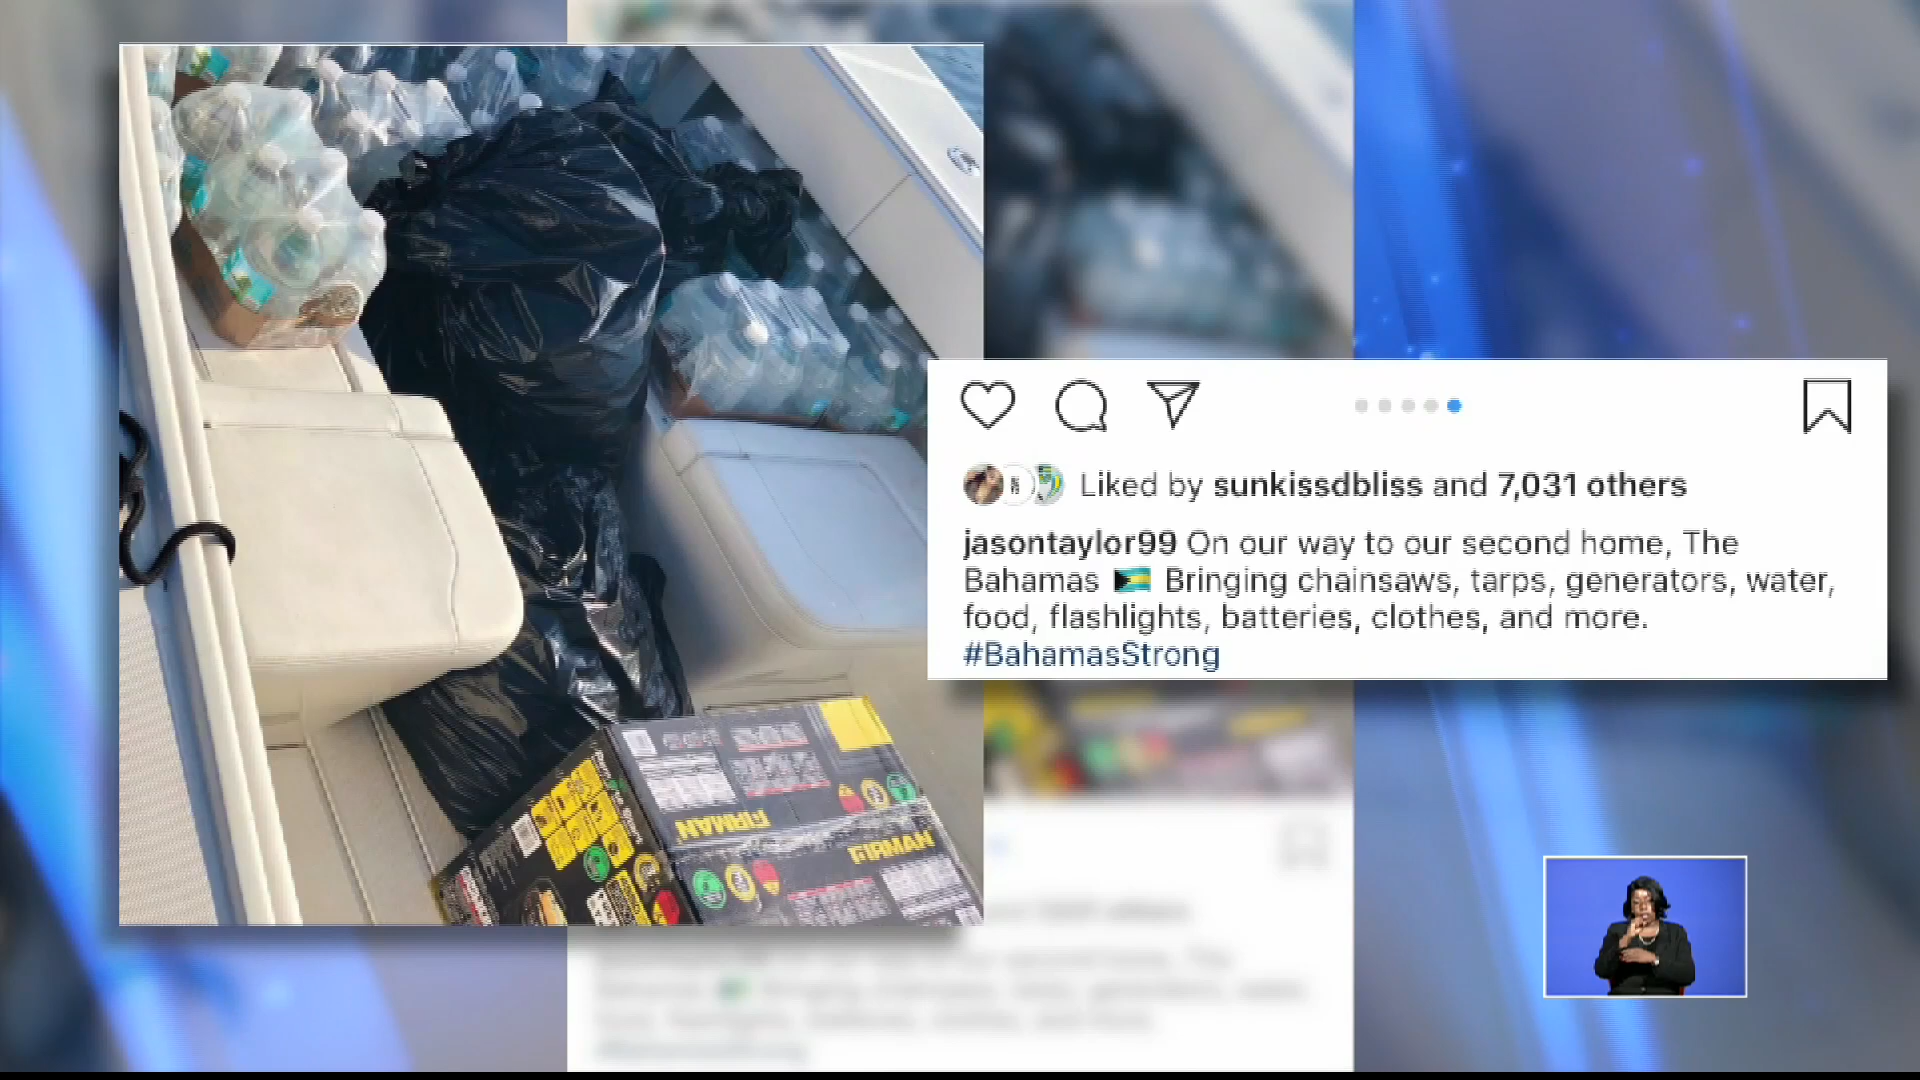 Liked by sunkissdbliss and 7,031 others
jasontaylor99 On our way to our second home, The
Bahamas 🇧🇸 Bringing chainsaws, tarps, generators, water,
food, flashlights, batteries, clothes, and more.
#BahamasStrong
FIRMAN
FIRMAN